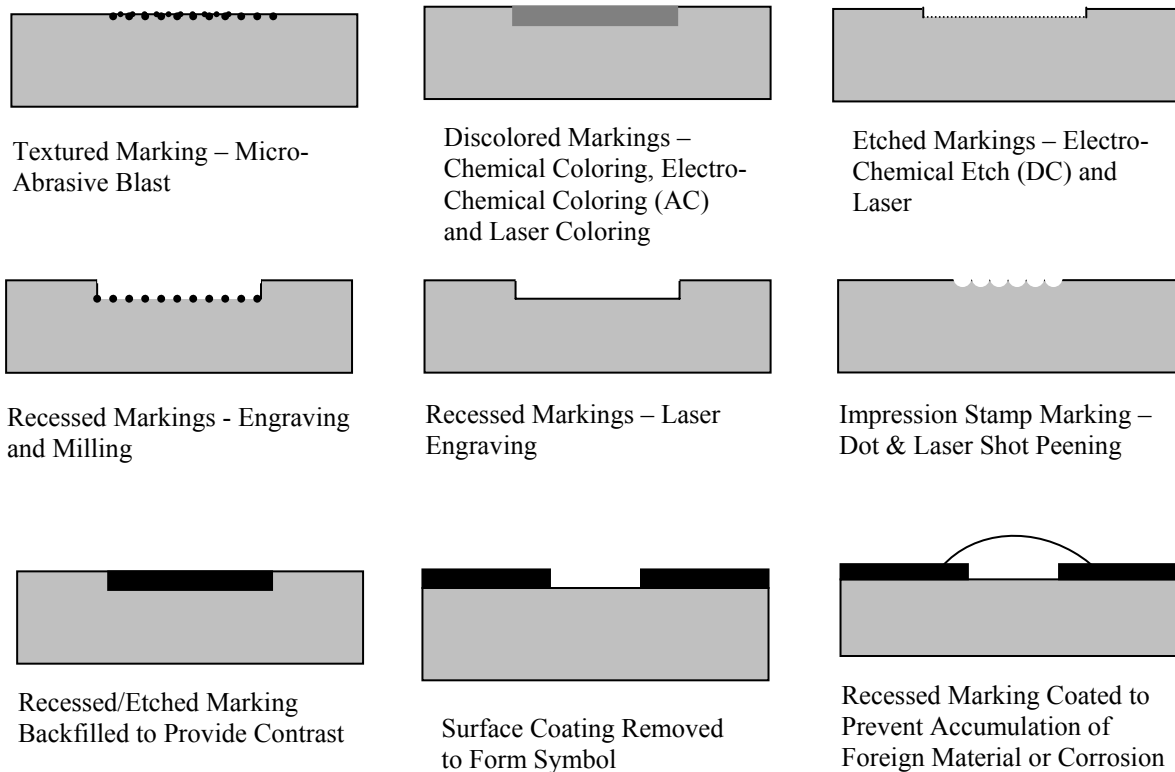 Textured Marking – Micro-
Abrasive Blast
Discolored Markings –
Chemical Coloring, Electro-
Chemical Coloring (AC)
and Laser Coloring
Etched Markings – Electro-
Chemical Etch (DC) and
Laser
Recessed Markings - Engraving
and Milling
Recessed Markings – Laser
Engraving
Impression Stamp Marking –
Dot & Laser Shot Peening
Recessed/Etched Marking
Backfilled to Provide Contrast
Surface Coating Removed
to Form Symbol
Recessed Marking Coated to
Prevent Accumulation of
Foreign Material or Corrosion